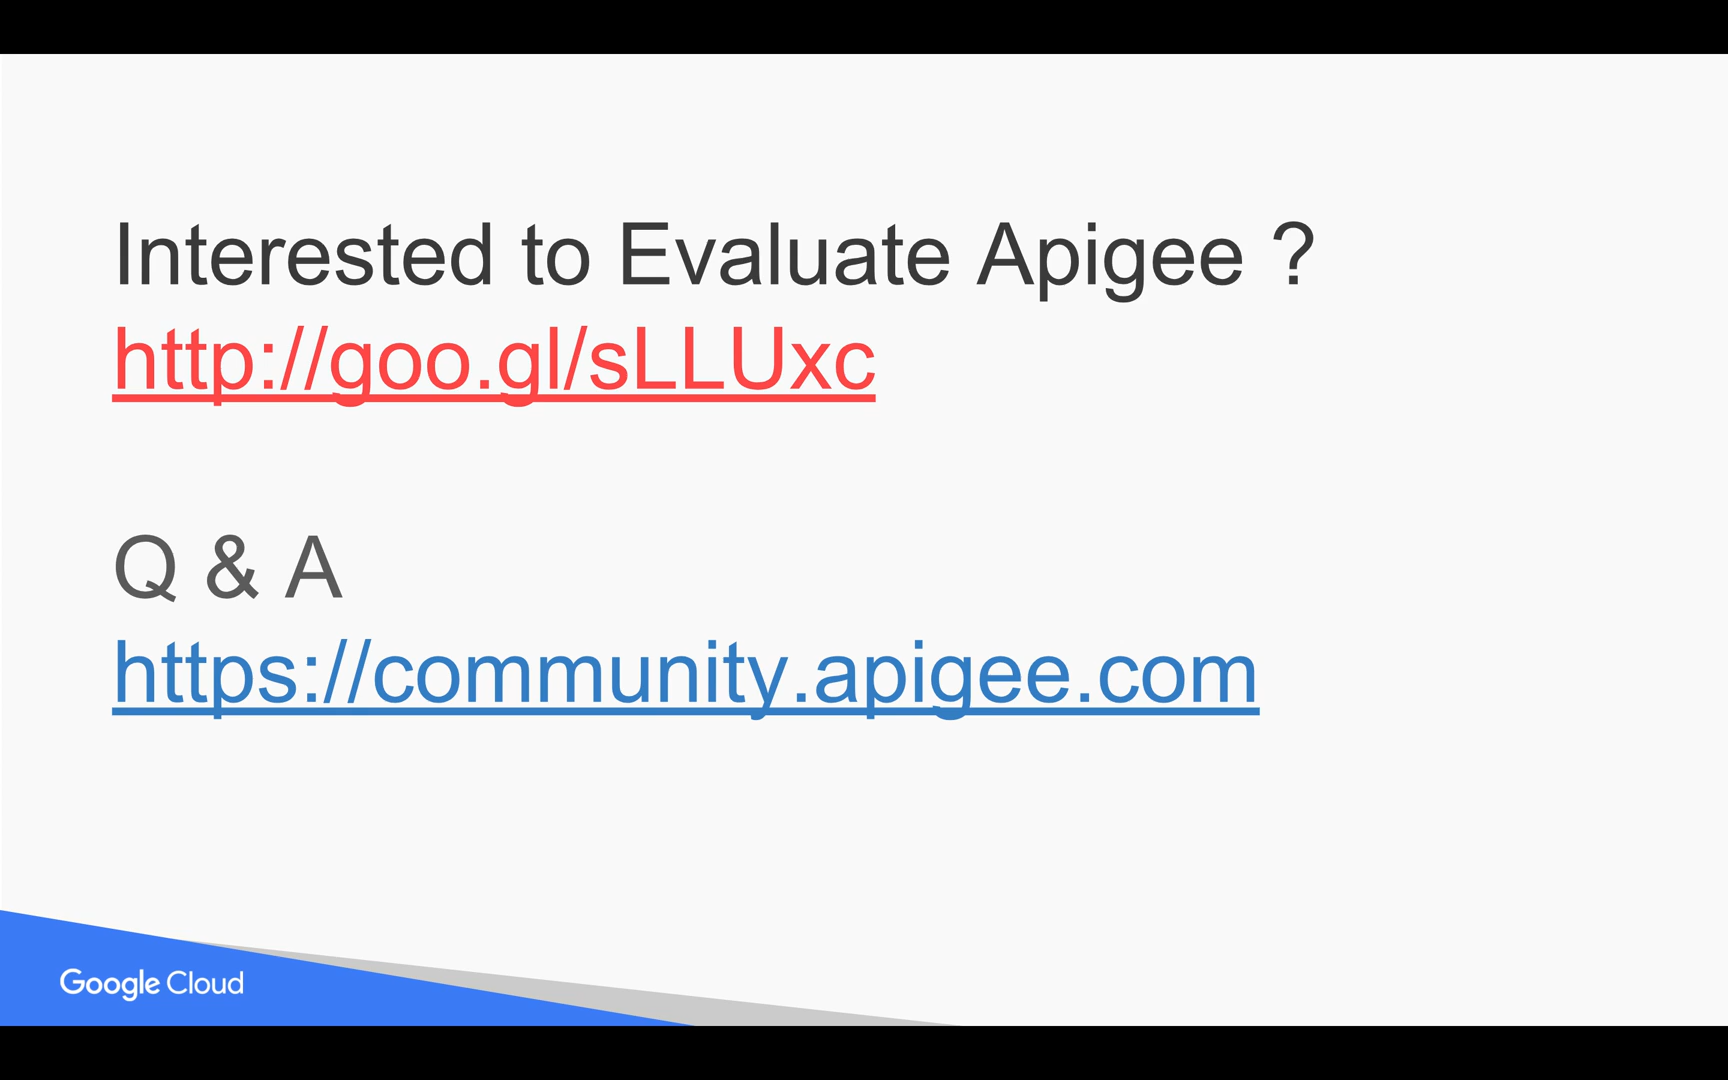 Interested to Evaluate Apigee ?
http://goo.gl/sLLUxc
Q & A
https://community.apigee.com
Google Cloud